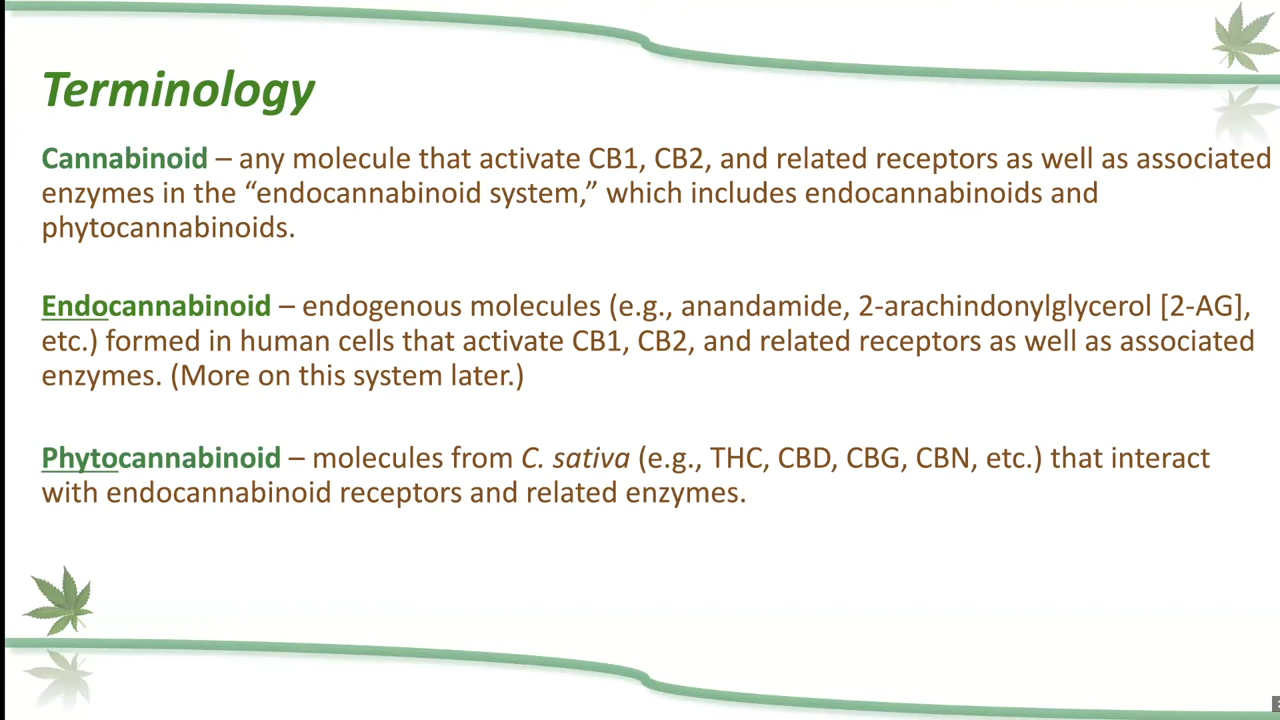 Terminology
Cannabinoid – any molecule that activate CB1, CB2, and related receptors as well as associated
enzymes in the “endocannabinoid system,” which includes endocannabinoids and
phytocannabinoids.
Endocannabinoid – endogenous molecules (e.g., anandamide, 2-arachindonylglycerol [2-AG],
etc.) formed in human cells that activate CB1, CB2, and related receptors as well as associated
enzymes. (More on this system later.)
Phytocannabinoid – molecules from C. sativa (e.g., THC, CBD, CBG, CBN, etc.) that interact
with endocannabinoid receptors and related enzymes.